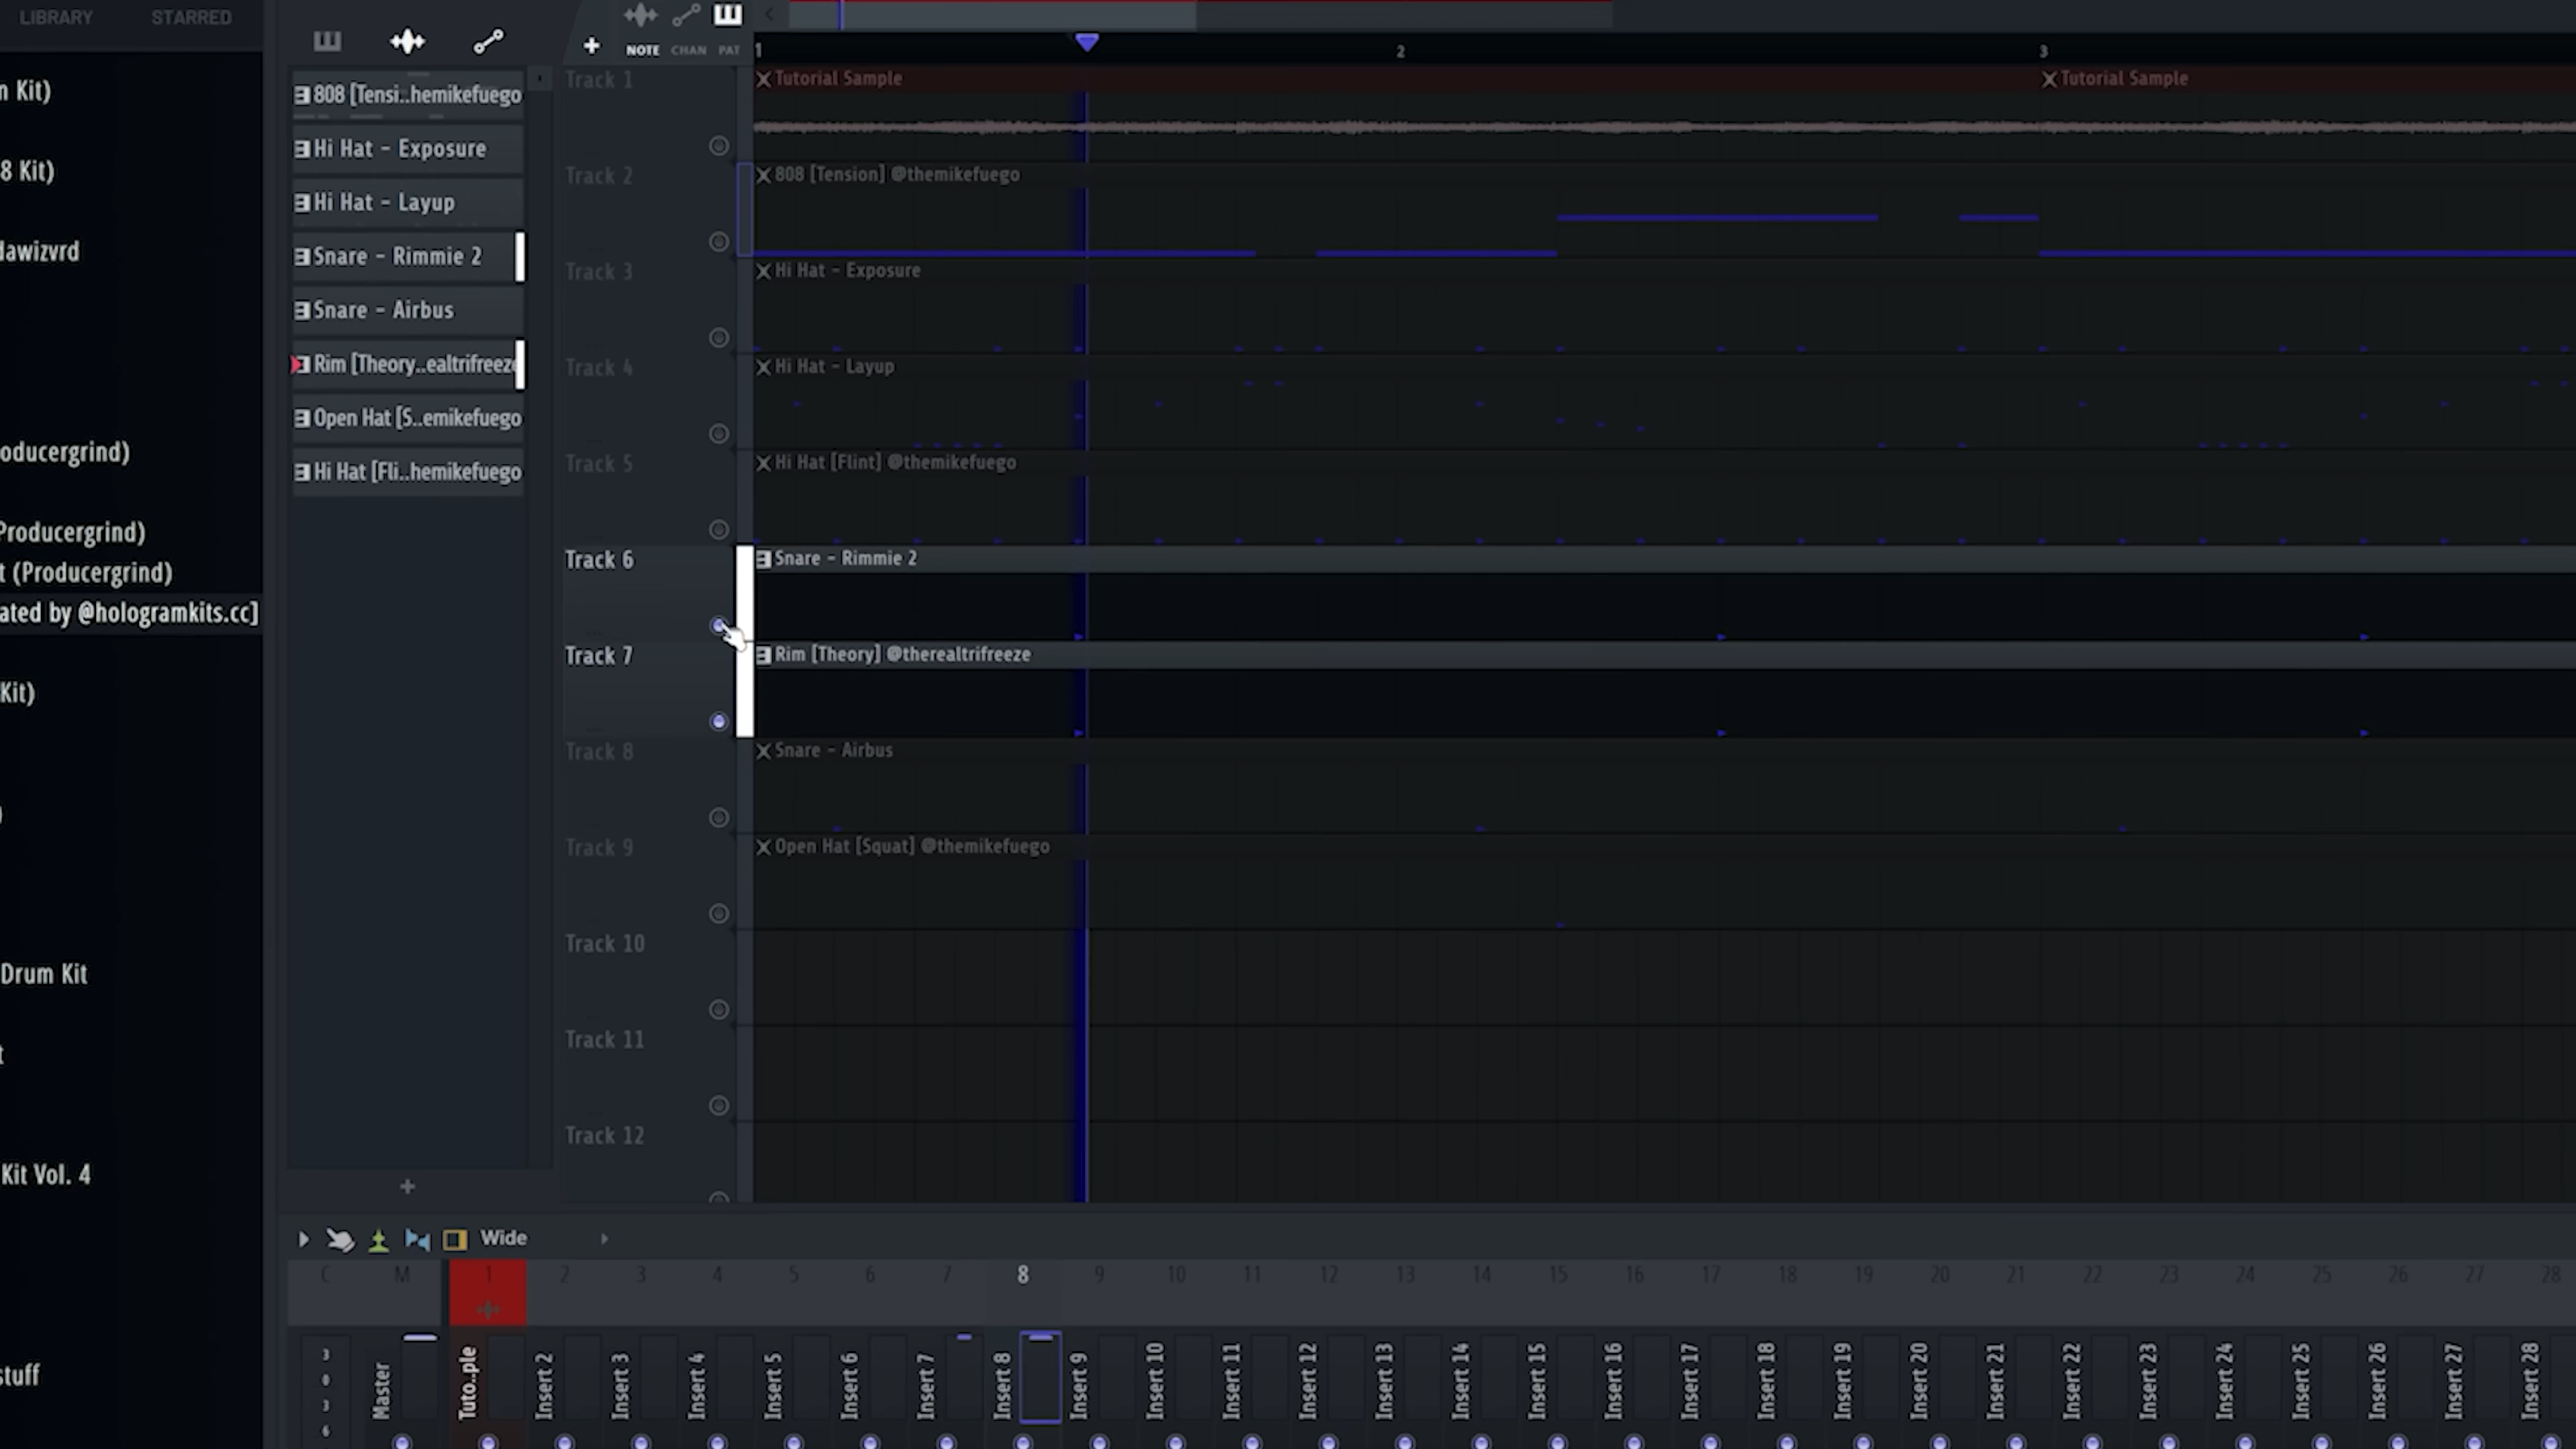 LIBRARY STARRED
n Kit)
8 Kit)
dawizvrd
oducergrind)
Producergrind)
t (Producergrind)
ated by @hologramkits.cc]
Kit)
)
Drum Kit
t
Kit Vol. 4
stuff
808 [Tensi..hemikefuego
Hi Hat - Exposure
Hi Hat - Layup
Snare - Rimmie 2
Snare - Airbus
Rim [Theory..ealtrifreeze
Open Hat [S..emikefuego
Hi Hat [Fli..hemikefuego
+
NOTE CHAN PAT
1 2 3
Track 1 Tutorial Sample Tutorial Sample
Track 2 808 [Tension] @themikefuego
Track 3 Hi Hat - Exposure
Track 4 Hi Hat - Layup
Track 5 Hi Hat [Flint] @themikefuego
Track 6 Snare - Rimmie 2
Track 7 Rim [Theory] @therealtrifreeze
Track 8 Snare - Airbus
Track 9 Open Hat [Squat] @themikefuego
Track 10
Track 11
Track 12
Wide
C M 1 2 3 4 5 6 7 8 9 10 11 12 13 14 15 16 17 18 19 20 21 22 23 24 25 26 27 28
3
0
3
6
Master
Tuto..ple
Insert 2
Insert 3
Insert 4
Insert 5
Insert 6
Insert 7
Insert 8
Insert 9
Insert 10
Insert 11
Insert 12
Insert 13
Insert 14
Insert 15
Insert 16
Insert 17
Insert 18
Insert 19
Insert 20
Insert 21
Insert 22
Insert 23
Insert 24
Insert 25
Insert 26
Insert 27
Insert 28